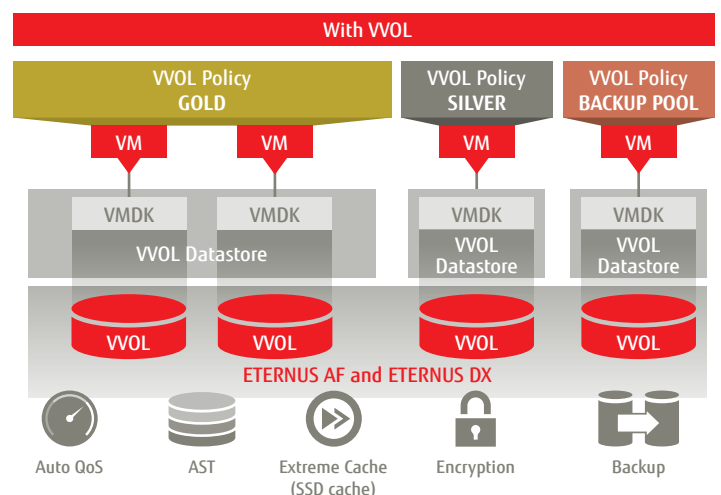 With VVOL
VVOL Policy
GOLD
VVOL Policy
SILVER
VVOL Policy
BACKUP POOL
VM
VM
VM
VM
VMDK
VMDK
VMDK
VMDK
VVOL Datastore
VVOL
Datastore
VVOL
Datastore
VVOL
VVOL
VVOL
VVOL
ETERNUS AF and ETERNUS DX
Auto QoS
AST
Extreme Cache
(SSD cache)
Encryption
Backup